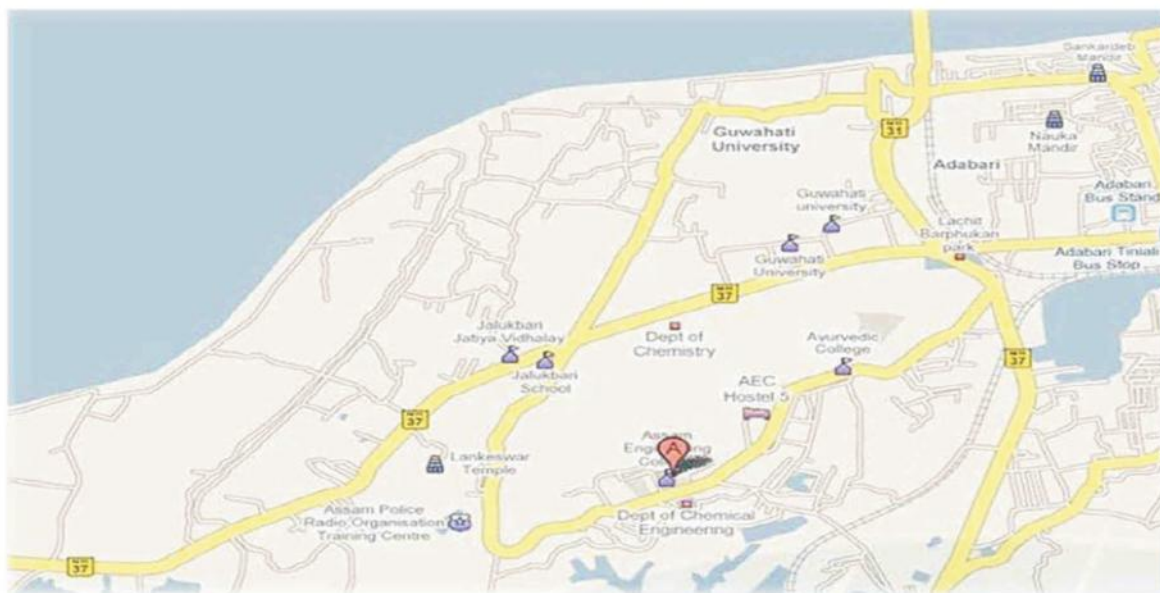 Sankardeb
Mandir
31
Guwahati
University
Nauka
Mandir
Adabari
Adabari
Bus Stand
Guwahati
university
Lachit
Barphukan
park
Guwahati
University
Adabari Tiniali
Bus Stop
37
Jalukbari
Jatiya Vidhalay
Dept of
Chemistry
Ayurvedic
College
37
Jalukbari
School
AEC
Hostel 5
37
Assam
Engineering
A
Lankeswar
Temple
Assam Police
Radio Organisation
Training Centre
Dept of Chemical
Engineering
37